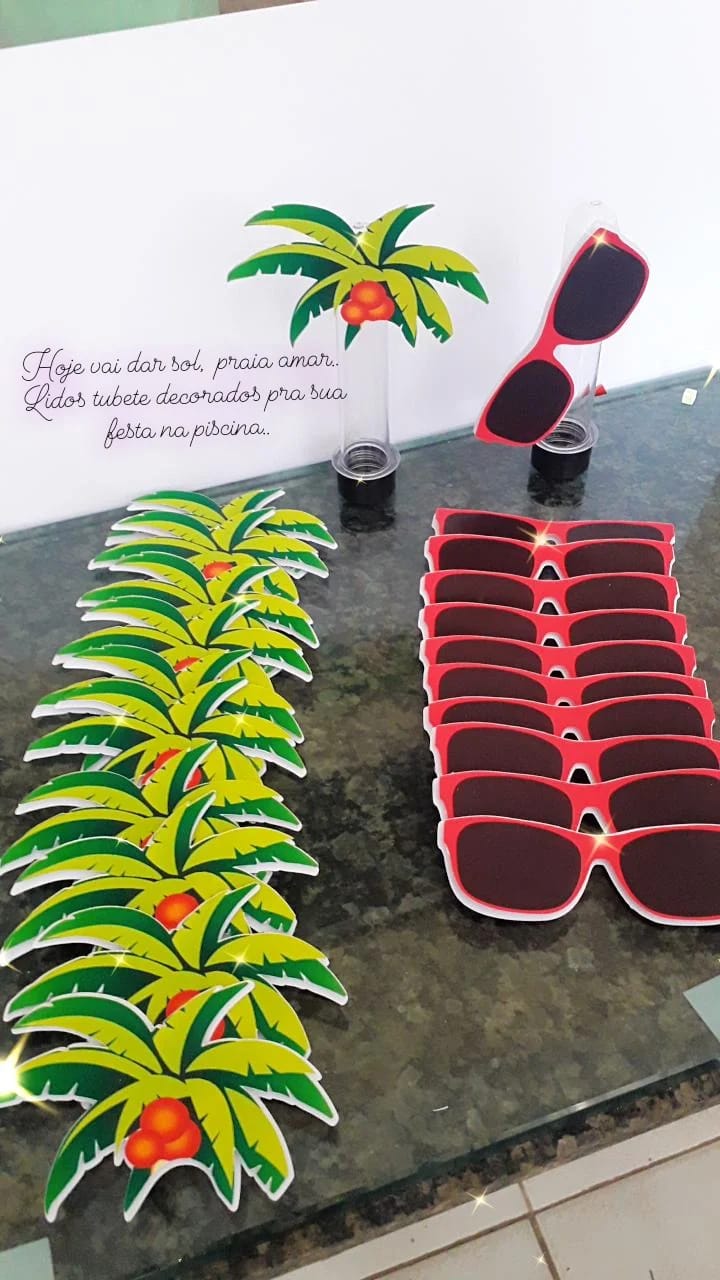 Hoje vai dar sol, praia amar..
Lidos tubete decorados pra sua
festa na piscina..